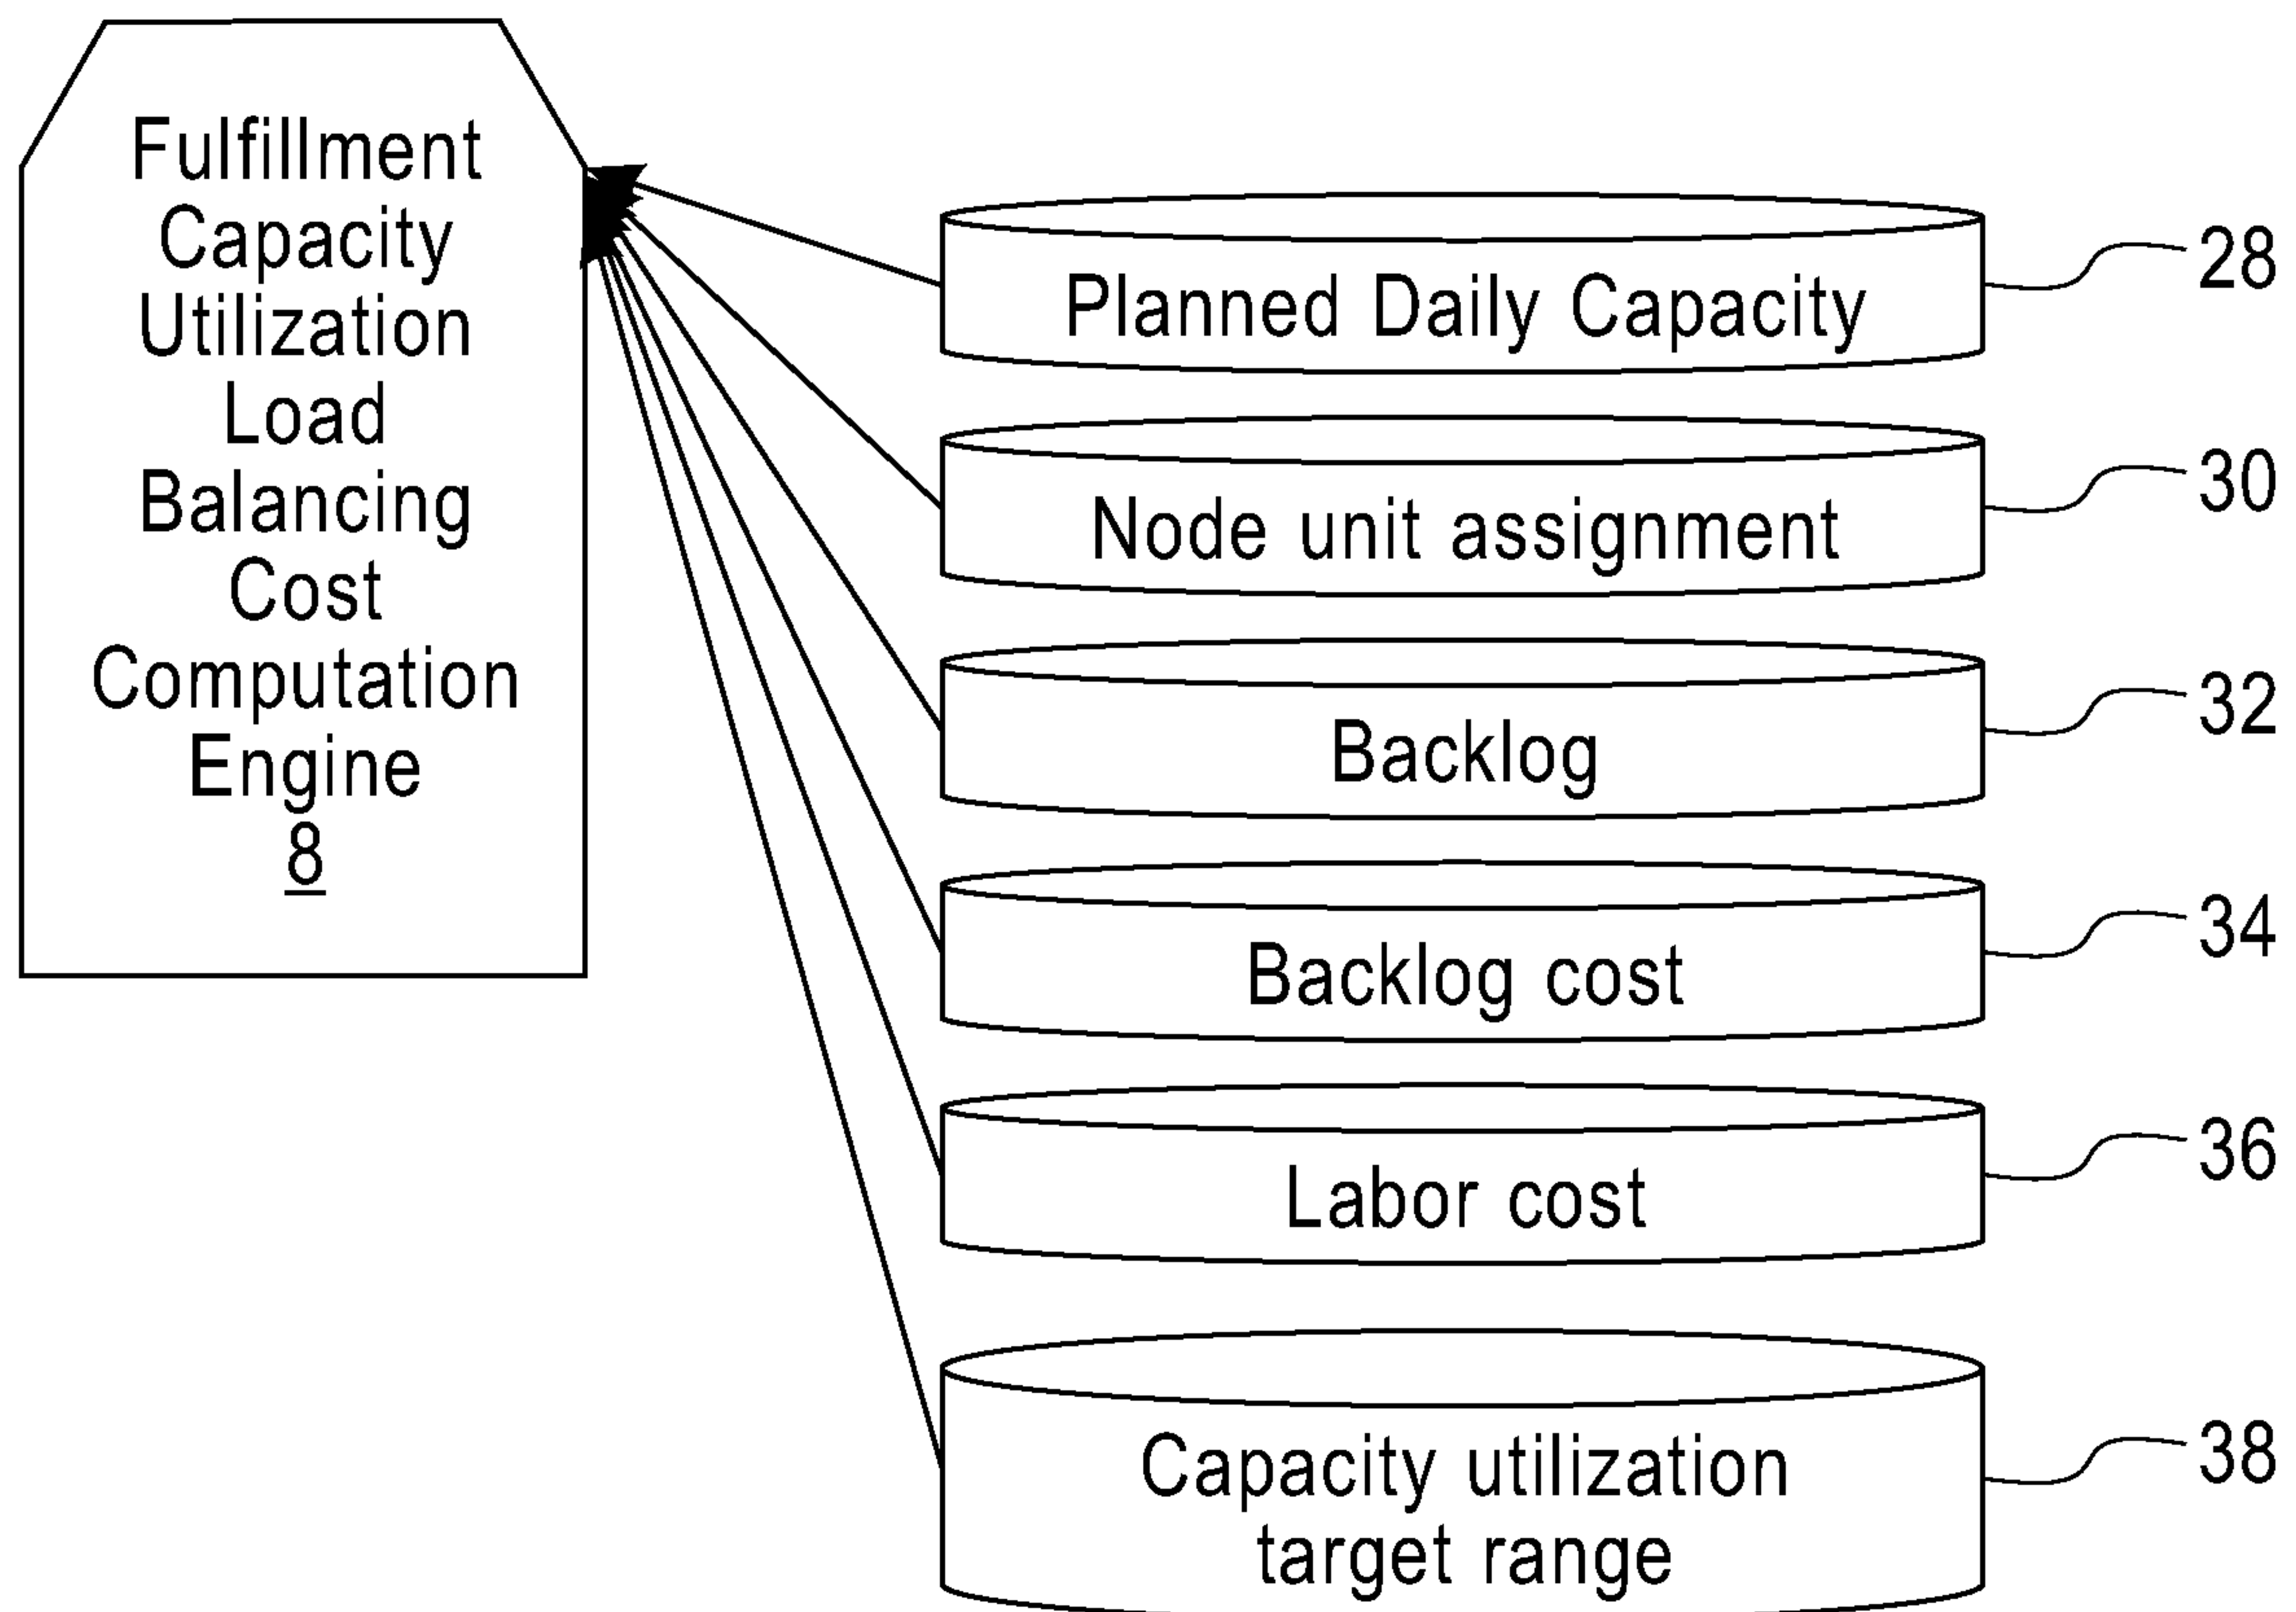 Fulfillment
Capacity
Utilization
Load
Balancing
Cost
Computation
Engine
8
Planned Daily Capacity
28
Node unit assignment
30
Backlog
32
Backlog cost
34
Labor cost
36
Capacity utilization
target range
38